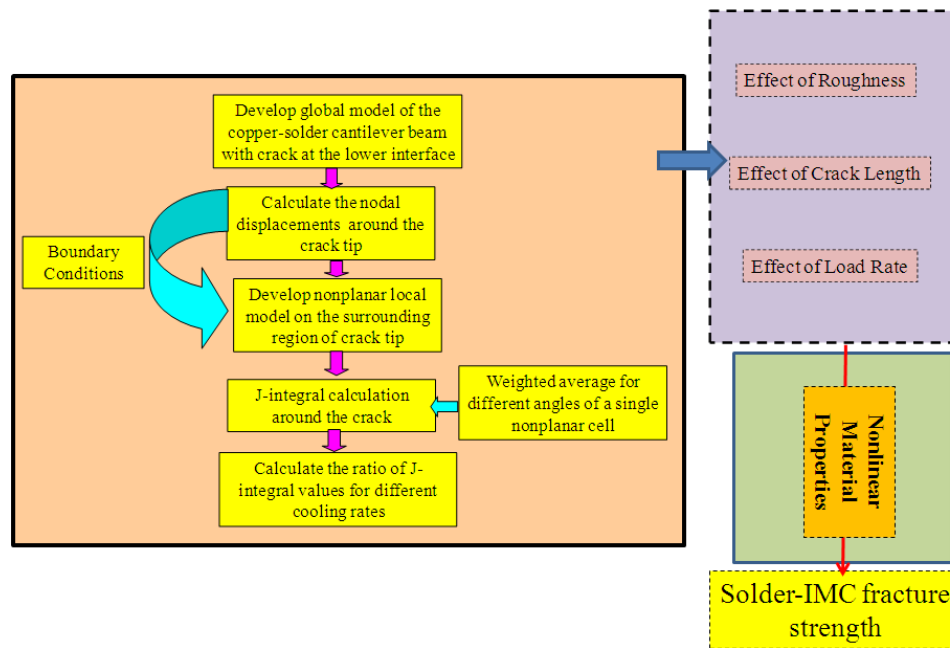 Develop global model of the
copper-solder cantilever beam
with crack at the lower interface
Calculate the nodal
displacements around the
crack tip
Boundary
Conditions
Develop nonplanar local
model on the surrounding
region of crack tip
J-integral calculation
around the crack
Weighted average for
different angles of a single
nonplanar cell
Calculate the ratio of J-
integral values for different
cooling rates
Effect of Roughness
Effect of Crack Length
Effect of Load Rate
Nonlinear
Material
Properties
Solder-IMC fracture
strength